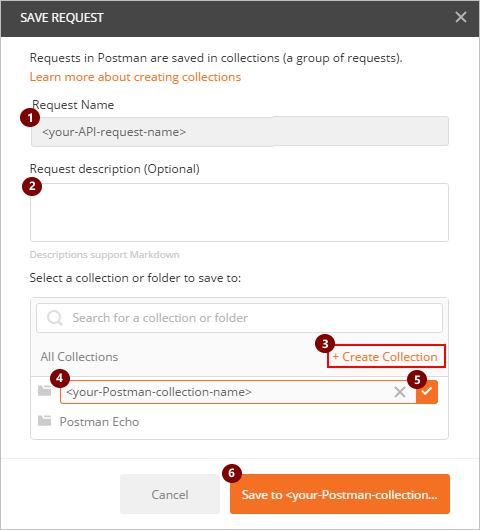 SAVE REQUEST
Requests in Postman are saved in collections (a group of requests).
Learn more about creating collections
Request Name
1
<your-API-request-name>
Request description (Optional)
2
Descriptions support Markdown
Select a collection or folder to save to:
Search for a collection or folder
3
All Collections + Create Collection
4 5
<your-Postman-collection-name>
Postman Echo
6
Cancel Save to <your-Postman-collection...